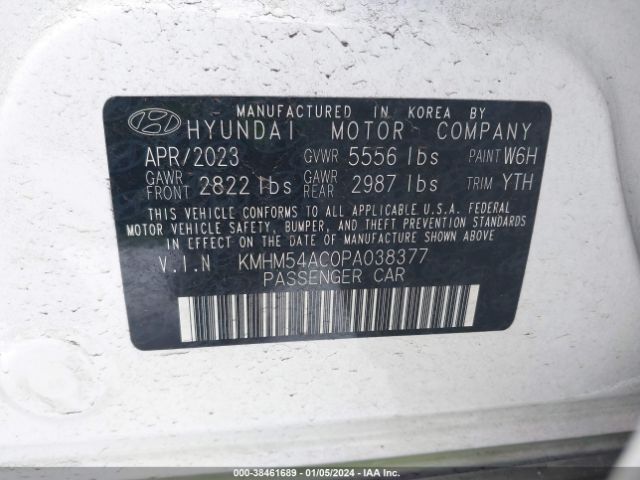 MANUFACTURED IN KOREA BY
HYUNDAI MOTOR COMPANY
APR/2023 GVWR 5556 lbs PAINT W6H
GAWR FRONT 2822 lbs GAWR REAR 2987 lbs TRIM YTH
THIS VEHICLE CONFORMS TO ALL APPLICABLE U.S.A. FEDERAL
MOTOR VEHICLE SAFETY, BUMPER, AND THEFT PREVENTION STANDARDS
IN EFFECT ON THE DATE OF MANUFACTURE SHOWN ABOVE
V.I.N KMHM54AC0PA038377
PASSENGER CAR
000-38461689 - 01/05/2024 - IAA Inc.